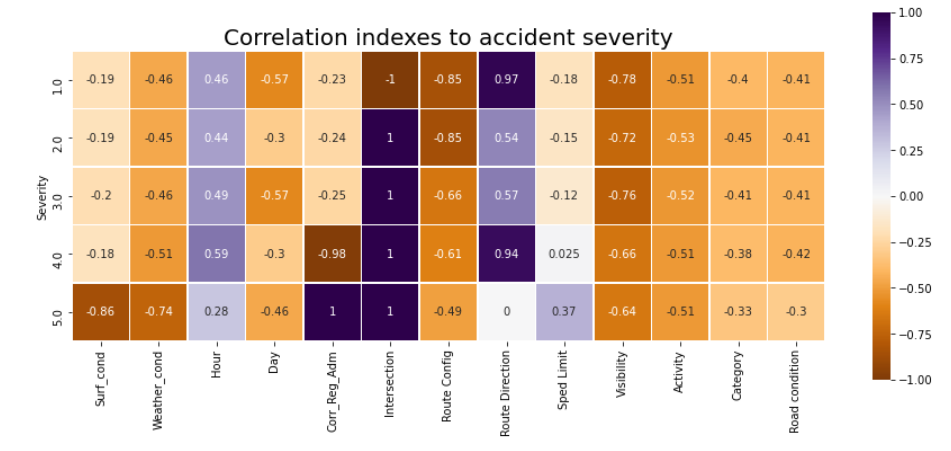 Correlation indexes to accident severity
1.00
0.75
0.50
0.25
0.00
−0.25
−0.50
−0.75
−1.00
Severity
1.0 -0.19 -0.46 0.46 -0.57 -0.23 -1 -0.85 0.97 -0.18 -0.78 -0.51 -0.4 -0.41
2.0 -0.19 -0.45 0.44 -0.3 -0.24 1 -0.85 0.54 -0.15 -0.72 -0.53 -0.45 -0.41
3.0 -0.2 -0.46 0.49 -0.57 -0.25 1 -0.66 0.57 -0.12 -0.76 -0.52 -0.41 -0.41
4.0 -0.18 -0.51 0.59 -0.3 -0.98 1 -0.61 0.94 0.025 -0.66 -0.51 -0.38 -0.42
5.0 -0.86 -0.74 0.28 -0.46 1 1 -0.49 0 0.37 -0.64 -0.51 -0.33 -0.3
Surf_cond
Weather_cond
Hour
Day
Corr_Reg_Adm
Intersection
Route Config
Route Direction
Sped Limit
Visibility
Activity
Category
Road condition